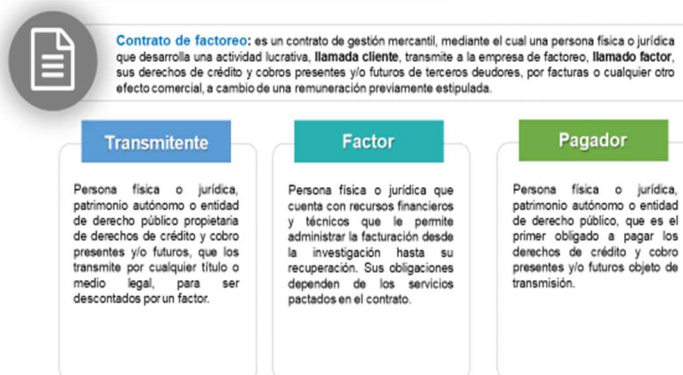 Contrato de factoreo: es un contrato de gestión mercantil, mediante el cual una persona física o jurídica
que desarrolla una actividad lucrativa, llamada cliente, transmite a la empresa de factoreo, llamado factor,
sus derechos de crédito y cobros presentes y/o futuros de terceros deudores, por facturas o cualquier otro
efecto comercial, a cambio de una remuneración previamente estipulada.
Transmitente
Persona física o jurídica,
patrimonio autónomo o entidad
de derecho público propietaria
de derechos de crédito y cobro
presentes y/o futuros, que los
transmite por cualquier título o
medio legal, para ser
descontados por un factor.
Factor
Persona física o jurídica que
cuenta con recursos financieros
y técnicos que le permite
administrar la facturación desde
la investigación hasta su
recuperación. Sus obligaciones
dependen de los servicios
pactados en el contrato.
Pagador
Persona física o jurídica,
patrimonio autónomo o entidad
de derecho público, que es el
primer obligado a pagar los
derechos de crédito y cobro
presentes y/o futuros objeto de
transmisión.